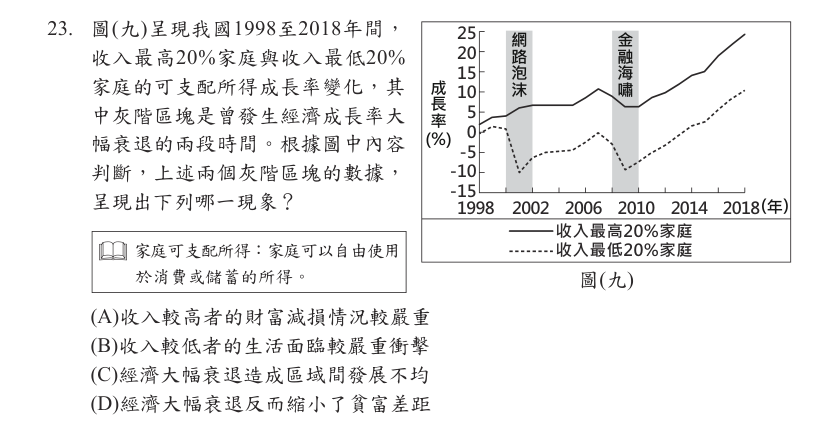 23. 圖(九)呈現我國1998至2018年間，
收入最高20%家庭與收入最低20%
家庭的可支配所得成長率變化，其
中灰階區塊是曾發生經濟成長率大
幅衰退的兩段時間。根據圖中內容
判斷，上述兩個灰階區塊的數據，
呈現出下列哪一現象？
家庭可支配所得：家庭可以自由使用
於消費或儲蓄的所得。
成長率(%)
25
20
15
10
5
0
-5
-10
-15
網路泡沫
金融海嘯
1998 2002 2006 2010 2014 2018(年)
收入最高20%家庭
收入最低20%家庭
圖(九)
(A)收入較高者的財富減損情況較嚴重
(B)收入較低者的生活面臨較嚴重衝擊
(C)經濟大幅衰退造成區域間發展不均
(D)經濟大幅衰退反而縮小了貧富差距